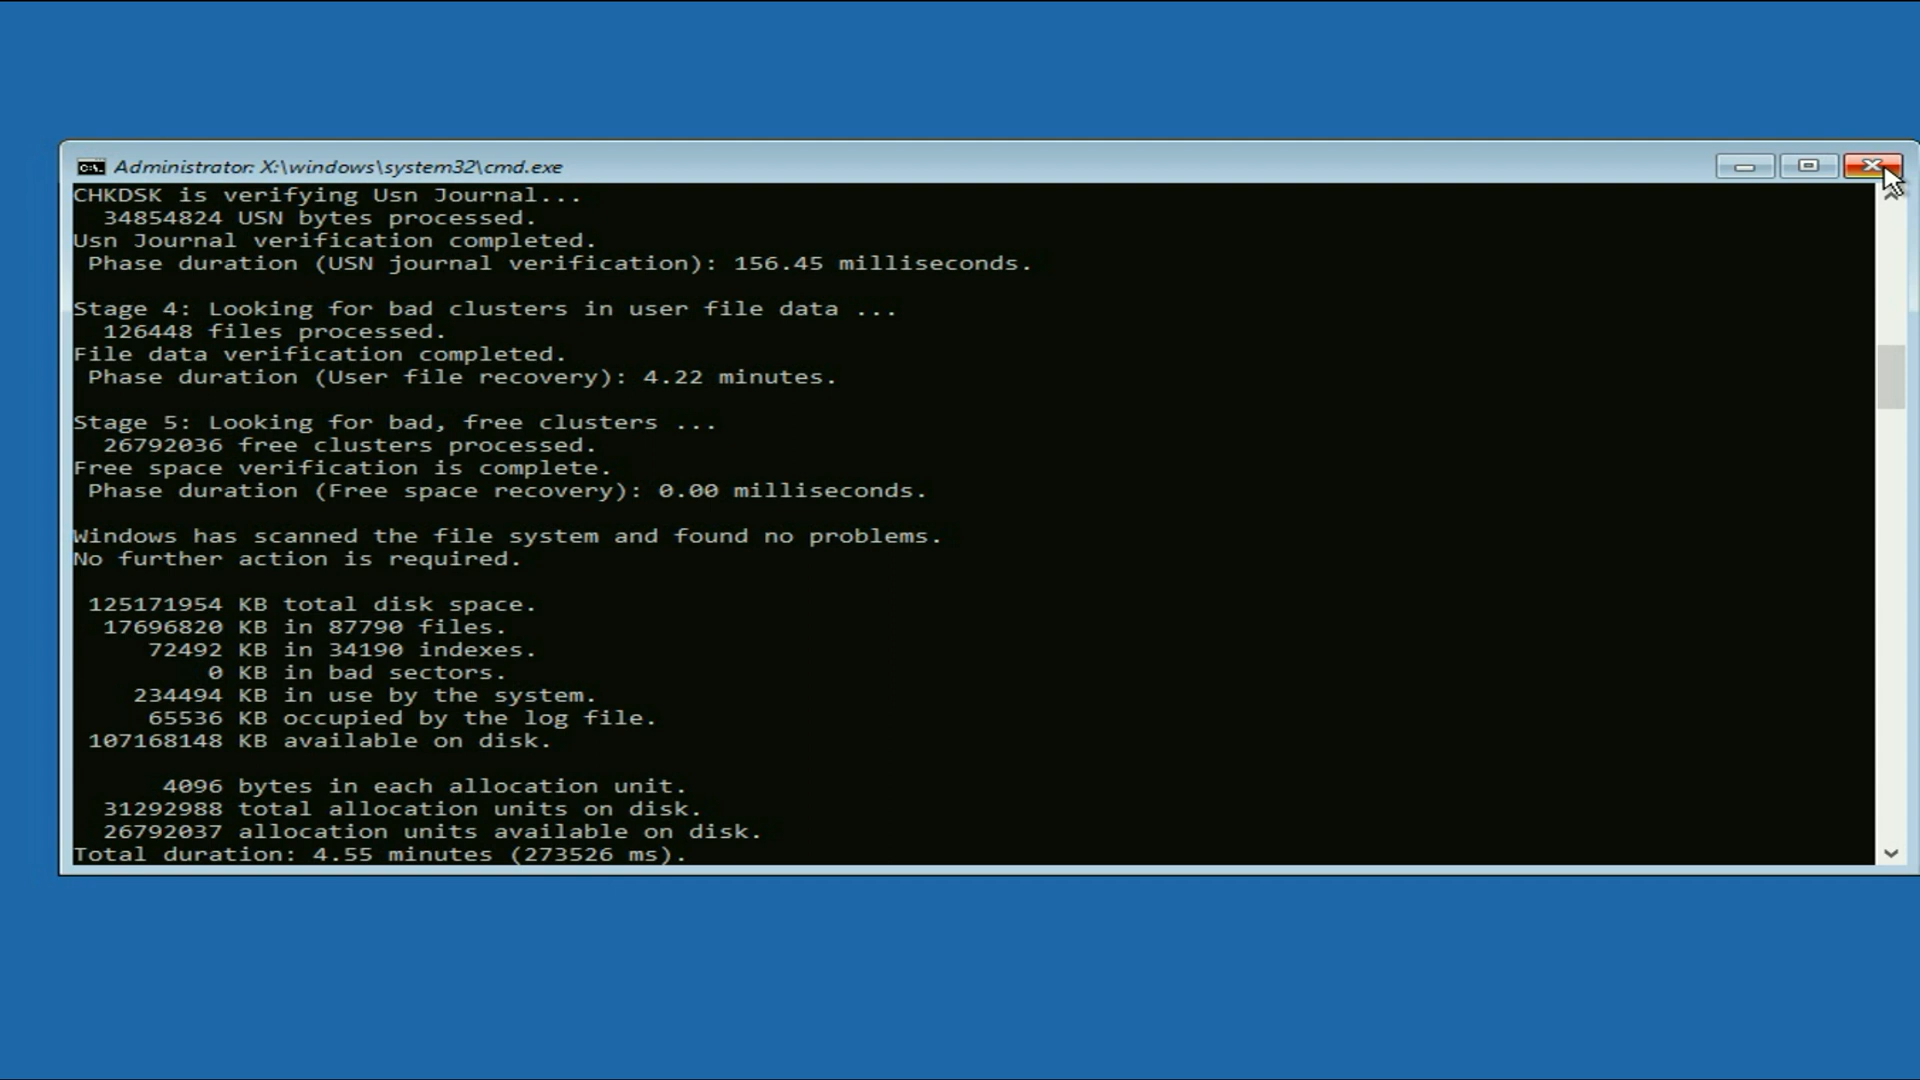 Administrator: X:\windows\system32\cmd.exe
CHKDSK is verifying Usn Journal...
34854824 USN bytes processed.
Usn Journal verification completed.
Phase duration (USN journal verification): 156.45 milliseconds.
Stage 4: Looking for bad clusters in user file data ...
126448 files processed.
File data verification completed.
Phase duration (User file recovery): 4.22 minutes.
Stage 5: Looking for bad, free clusters ...
26792036 free clusters processed.
Free space verification is complete.
Phase duration (Free space recovery): 0.00 milliseconds.
Windows has scanned the file system and found no problems.
No further action is required.
125171954 KB total disk space.
17696820 KB in 87790 files.
72492 KB in 34190 indexes.
0 KB in bad sectors.
234494 KB in use by the system.
65536 KB occupied by the log file.
107168148 KB available on disk.
4096 bytes in each allocation unit.
31292988 total allocation units on disk.
26792037 allocation units available on disk.
Total duration: 4.55 minutes (273526 ms).